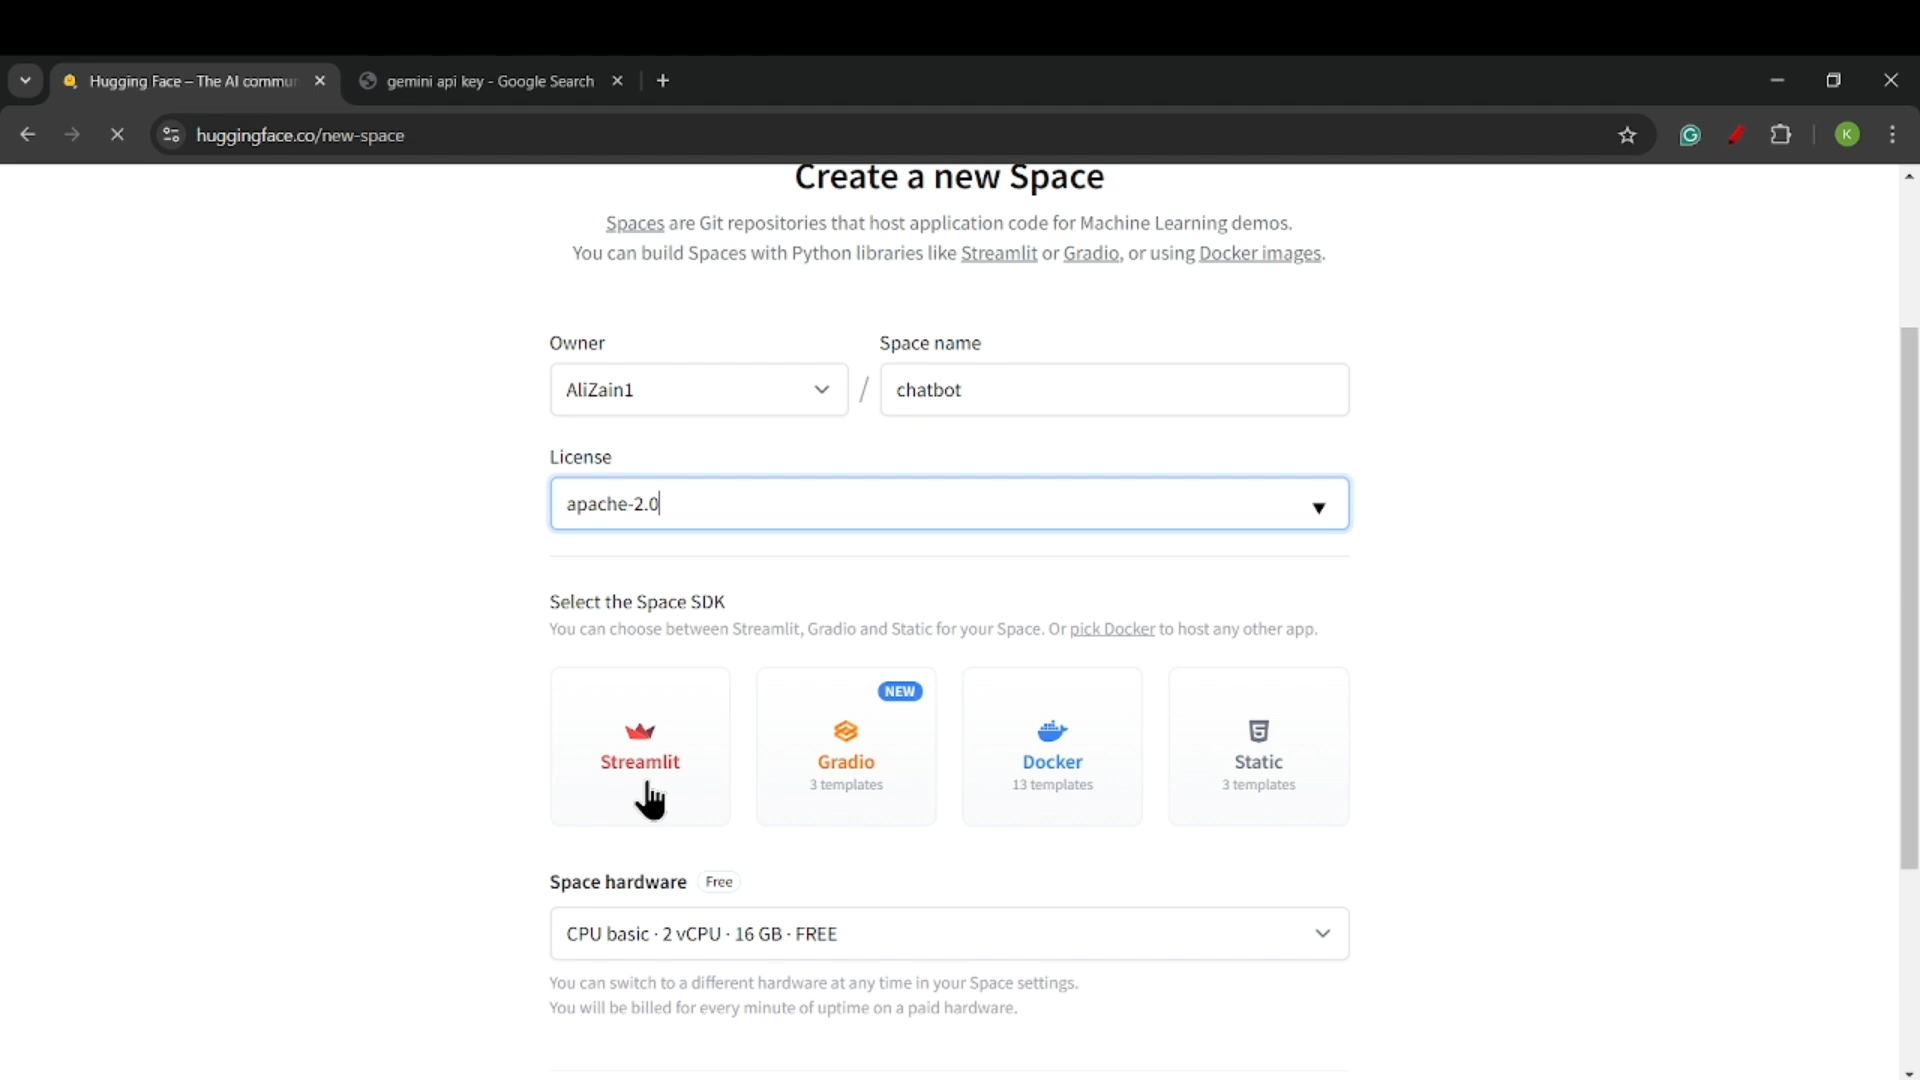 Hugging Face – The AI commun
gemini api key - Google Search
huggingface.co/new-space
K
Create a new Space
Spaces are Git repositories that host application code for Machine Learning demos.
You can build Spaces with Python libraries like Streamlit or Gradio, or using Docker images.
Owner
Space name
AliZain1
/
chatbot
License
apache-2.0
Select the Space SDK
You can choose between Streamlit, Gradio and Static for your Space. Or pick Docker to host any other app.
NEW
Streamlit
Gradio
Docker
Static
3 templates
13 templates
3 templates
Space hardware Free
CPU basic · 2 vCPU · 16 GB · FREE
You can switch to a different hardware at any time in your Space settings.
You will be billed for every minute of uptime on a paid hardware.